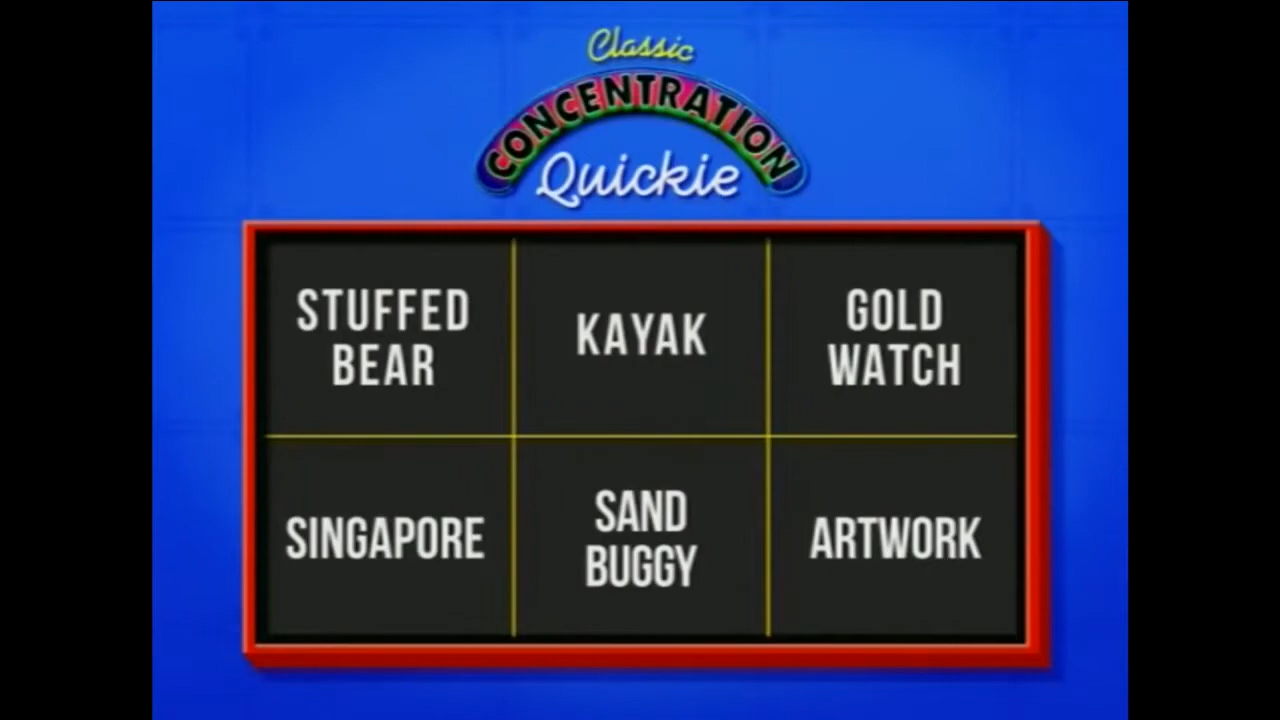 Classic
CONCENTRATION
Quickie
STUFFED
BEAR
KAYAK
GOLD
WATCH
SINGAPORE
SAND
BUGGY
ARTWORK